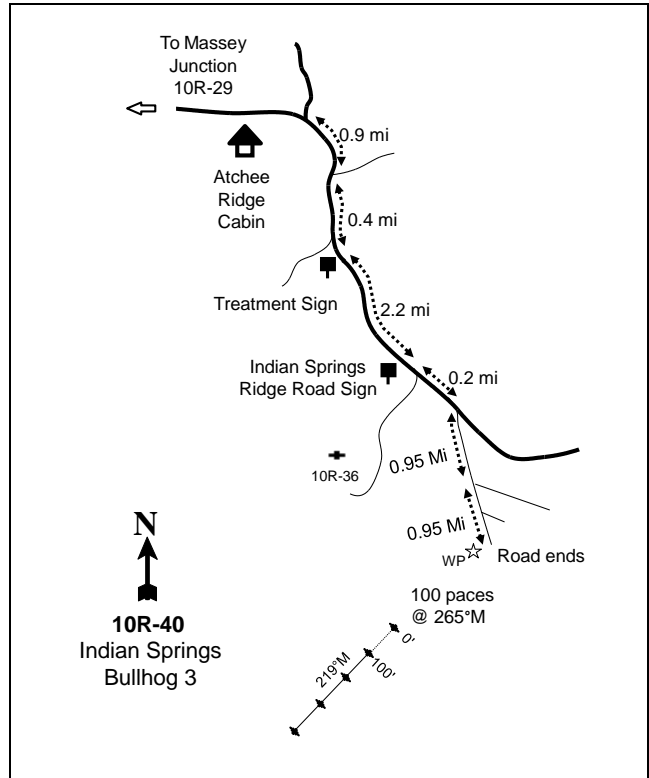 To Massey
Junction
10R-29
0.9 mi
Atchee
Ridge
Cabin
0.4 mi
Treatment Sign
2.2 mi
Indian Springs
Ridge Road Sign
0.2 mi
10R-36
0.95 Mi
0.95 Mi
WP
Road ends
N
10R-40
Indian Springs
Bullhog 3
100 paces
@ 265°M
0'
100'
219°M